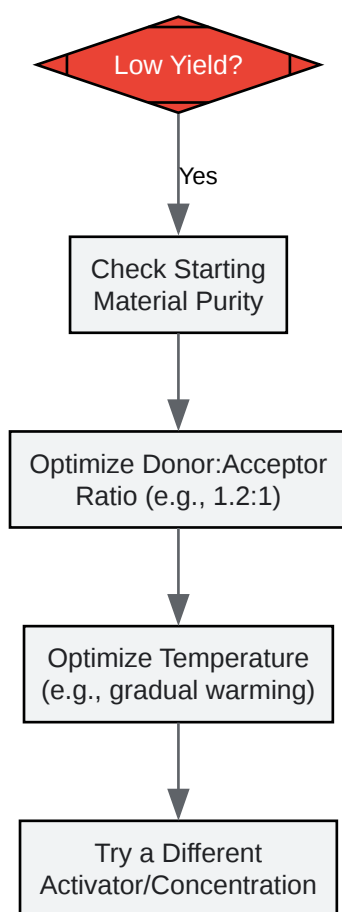 Low Yield?
Yes
Check Starting
Material Purity
Optimize Donor:Acceptor
Ratio (e.g., 1.2:1)
Optimize Temperature
(e.g., gradual warming)
Try a Different
Activator/Concentration